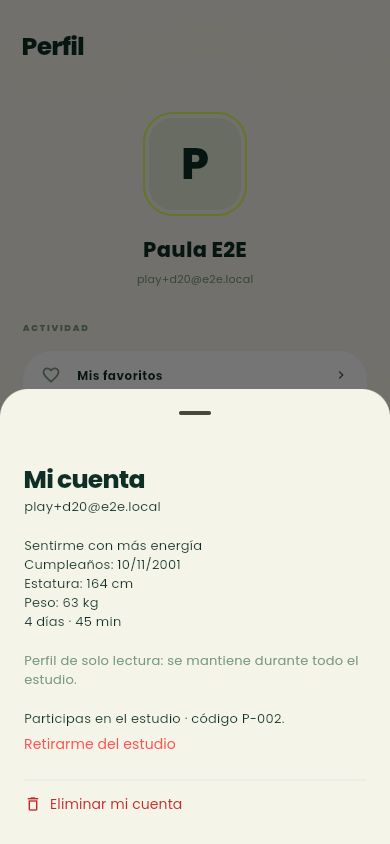 Perfil
P
Paula E2E
play+d20@e2e.local
ACTIVIDAD
Mis favoritos
Mi cuenta
play+d20@e2e.local
Sentirme con más energía
Cumpleaños: 10/11/2001
Estatura: 164 cm
Peso: 63 kg
4 días · 45 min
Perfil de solo lectura: se mantiene durante todo el
estudio.
Participas en el estudio · código P-002.
Retirarme del estudio
Eliminar mi cuenta